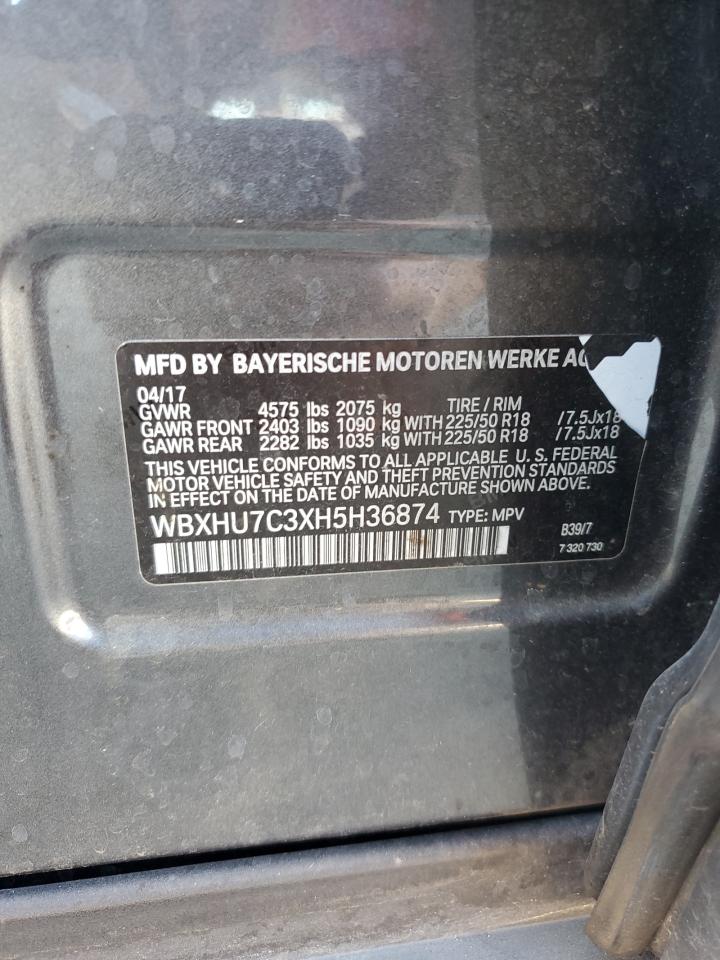 MFD BY BAYERISCHE MOTOREN WERKE AG
04/17
GVWR 4575 lbs 2075 kg TIRE / RIM
GAWR FRONT 2403 lbs 1090 kg WITH 225/50 R18 /7.5Jx18
GAWR REAR 2282 lbs 1035 kg WITH 225/50 R18 /7.5Jx18
THIS VEHICLE CONFORMS TO ALL APPLICABLE U. S. FEDERAL
MOTOR VEHICLE SAFETY AND THEFT PREVENTION STANDARDS
IN EFFECT ON THE DATE OF MANUFACTURE SHOWN ABOVE.
WBXHU7C3XH5H36874 TYPE: MPV
B39/7
7 320 730